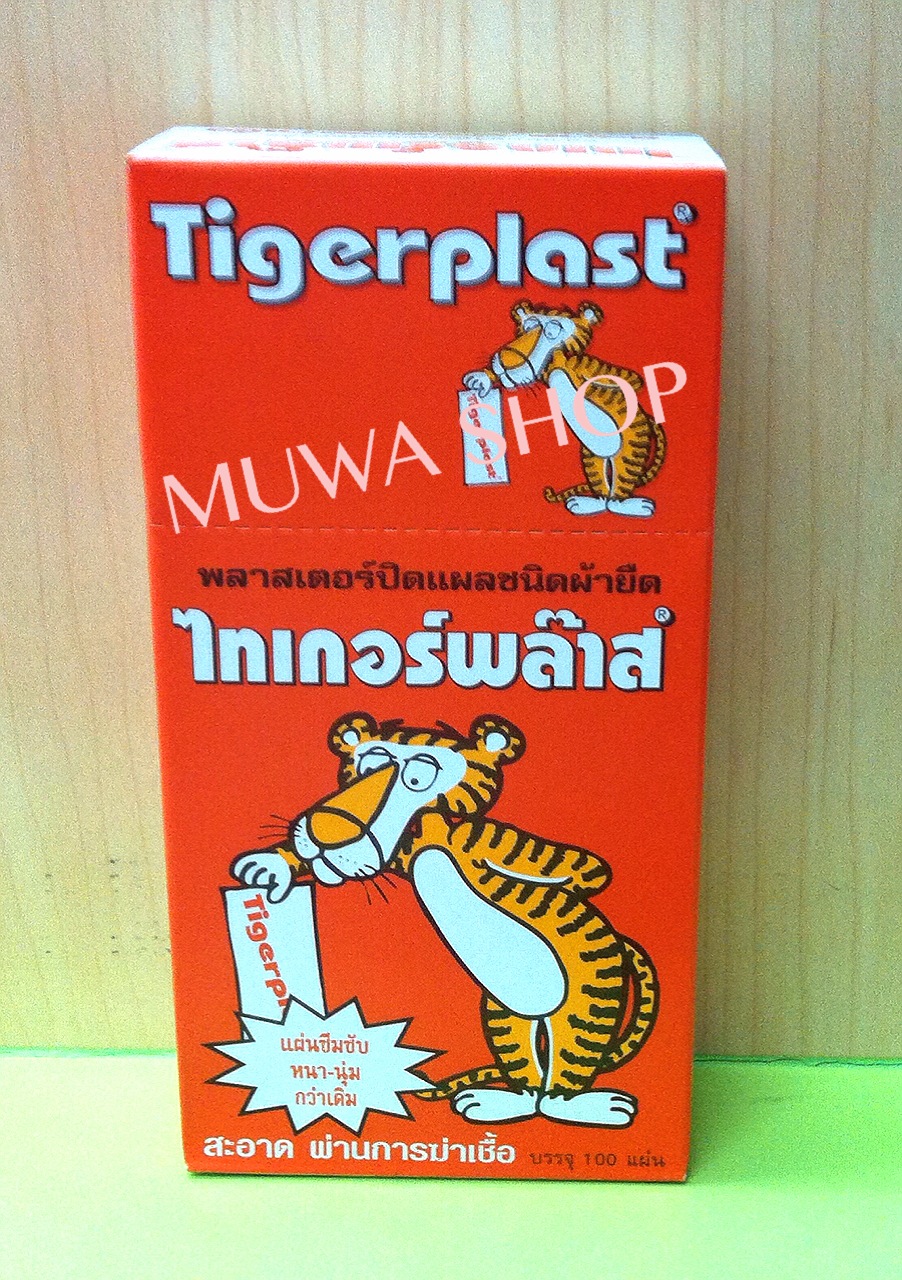 Tigerplast®
Tigerplast
MUWA SHOP
พลาสเตอร์ปิดแผลชนิดผ้ายืด
ไทเกอร์พล๊าส®
Tigerpl
แผ่นซึมซับ
หนา-นุ่ม
กว่าเดิม
สะอาด ผ่านการฆ่าเชื้อ บรรจุ 100 แผ่น